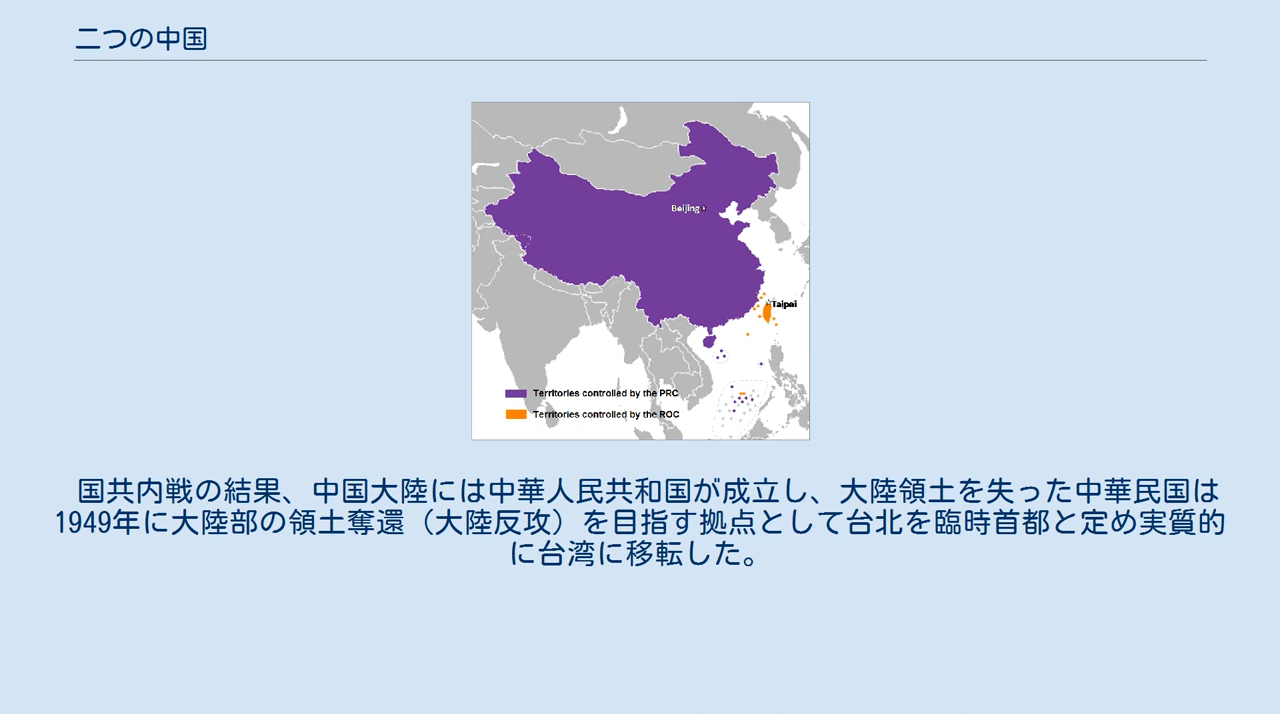 二つの中国
Beijing
Taipei
Territories controlled by the PRC
Territories controlled by the ROC
国共内戦の結果、中国大陸には中華人民共和国が成立し、大陸領土を失った中華民国は
1949年に大陸部の領土奪還（大陸反攻）を目指す拠点として台北を臨時首都と定め実質的
に台湾に移転した。